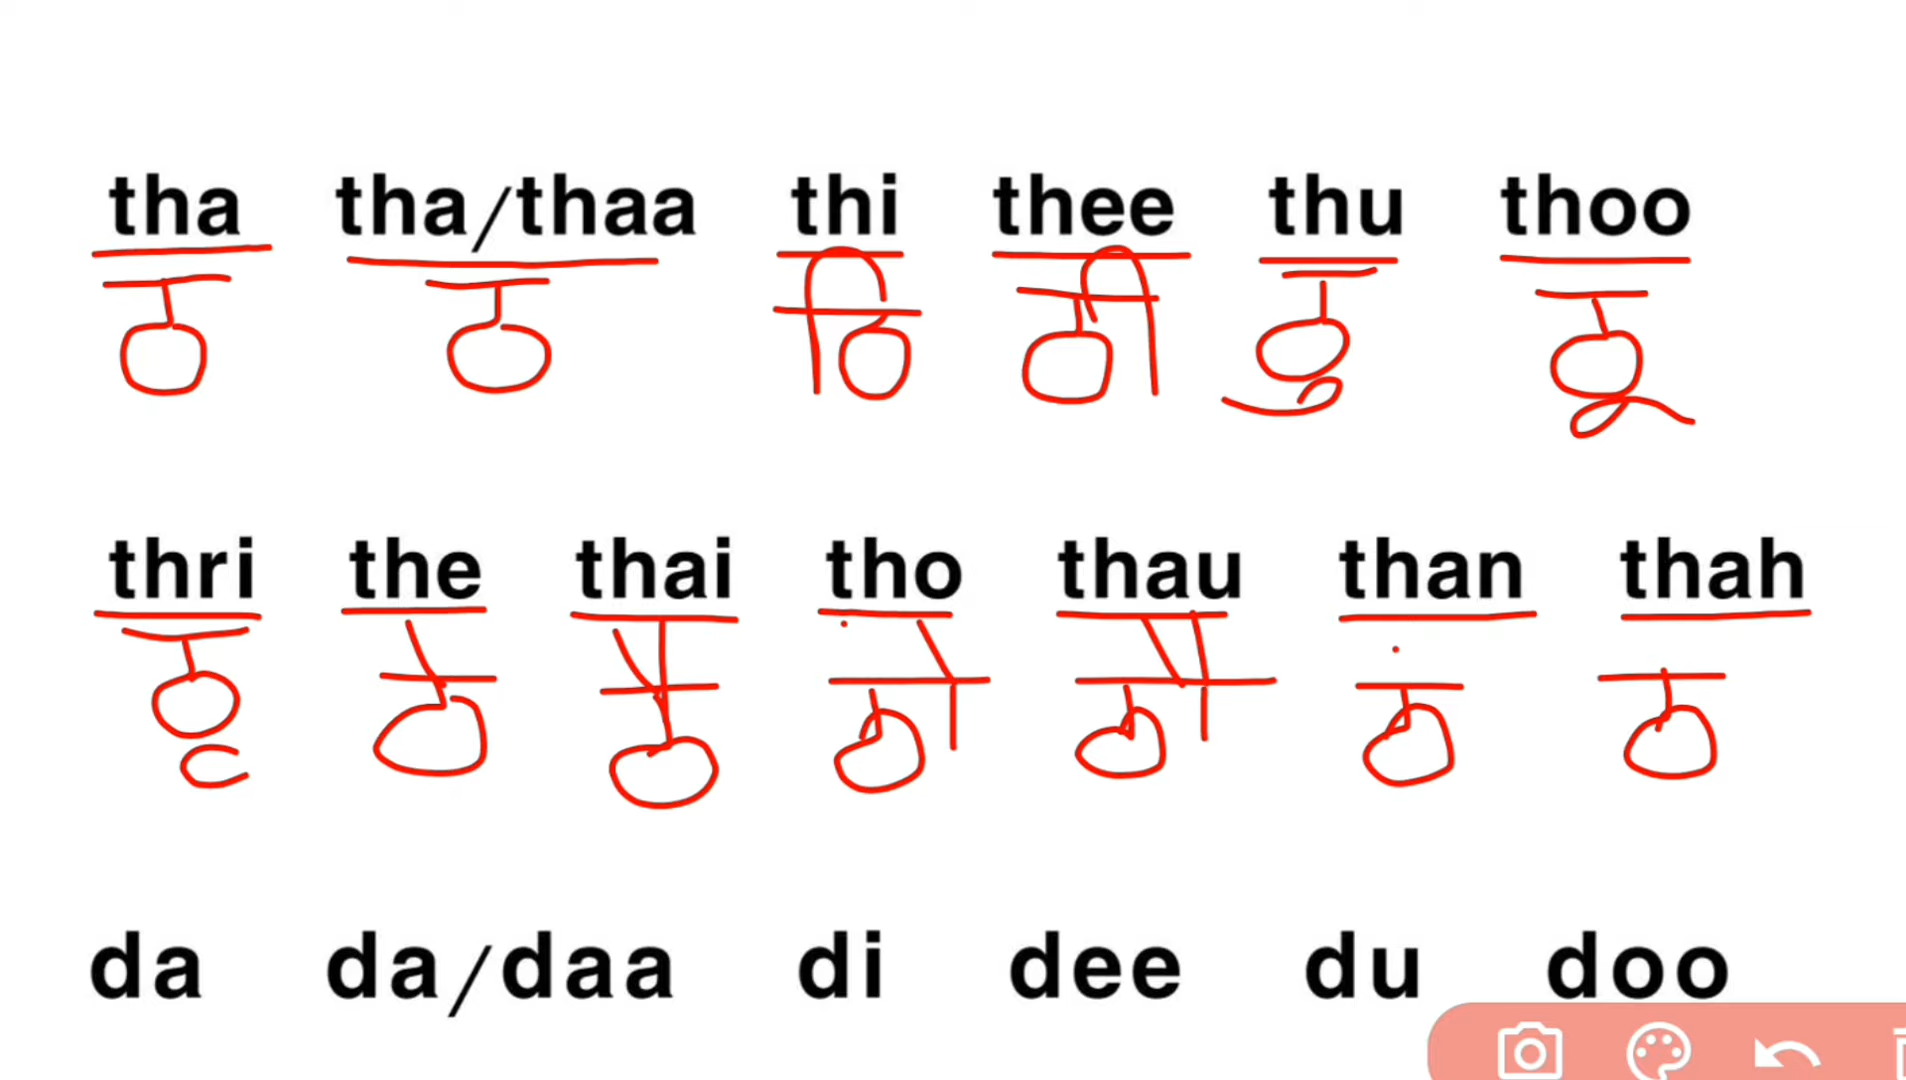 tha tha/thaa thi thee thu thoo
ठ ठ ठि ठी ठु ठू
thri the thai tho thau than thah
ठृ ठे ठै ठो ठौ ठं ठ
da da/daa di dee du doo